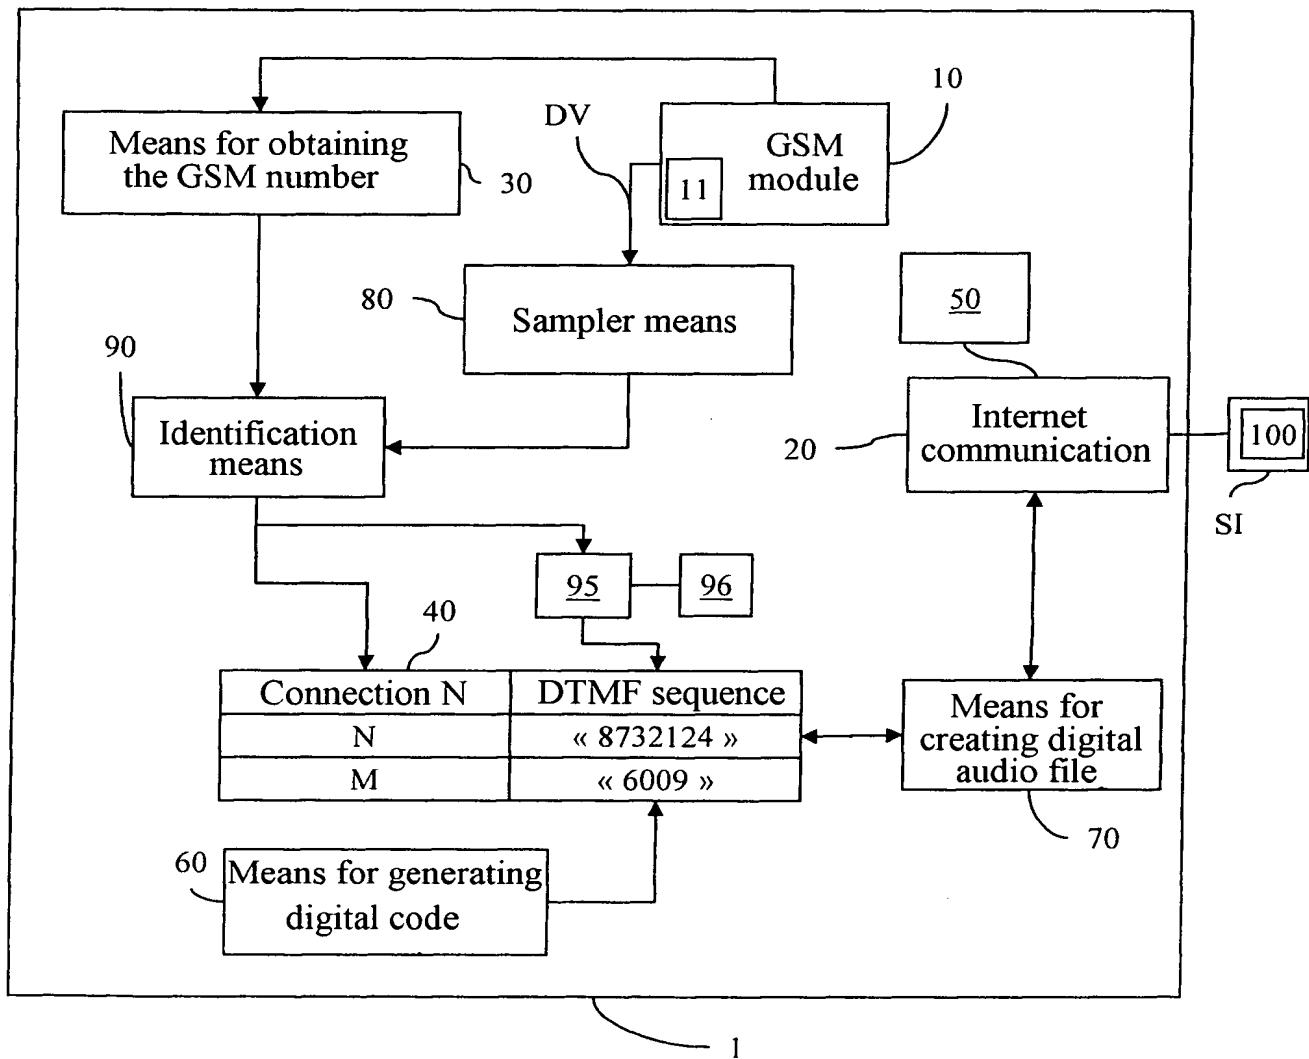 10
DV
Means for obtaining
the GSM number
30
GSM
module
11
80
Sampler means
50
90
Identification
means
20
Internet
communication
100
SI
95
96
40
Connection N
DTMF sequence
N
« 8732124 »
M
« 6009 »
Means for
creating digital
audio file
70
60
Means for generating
digital code
1